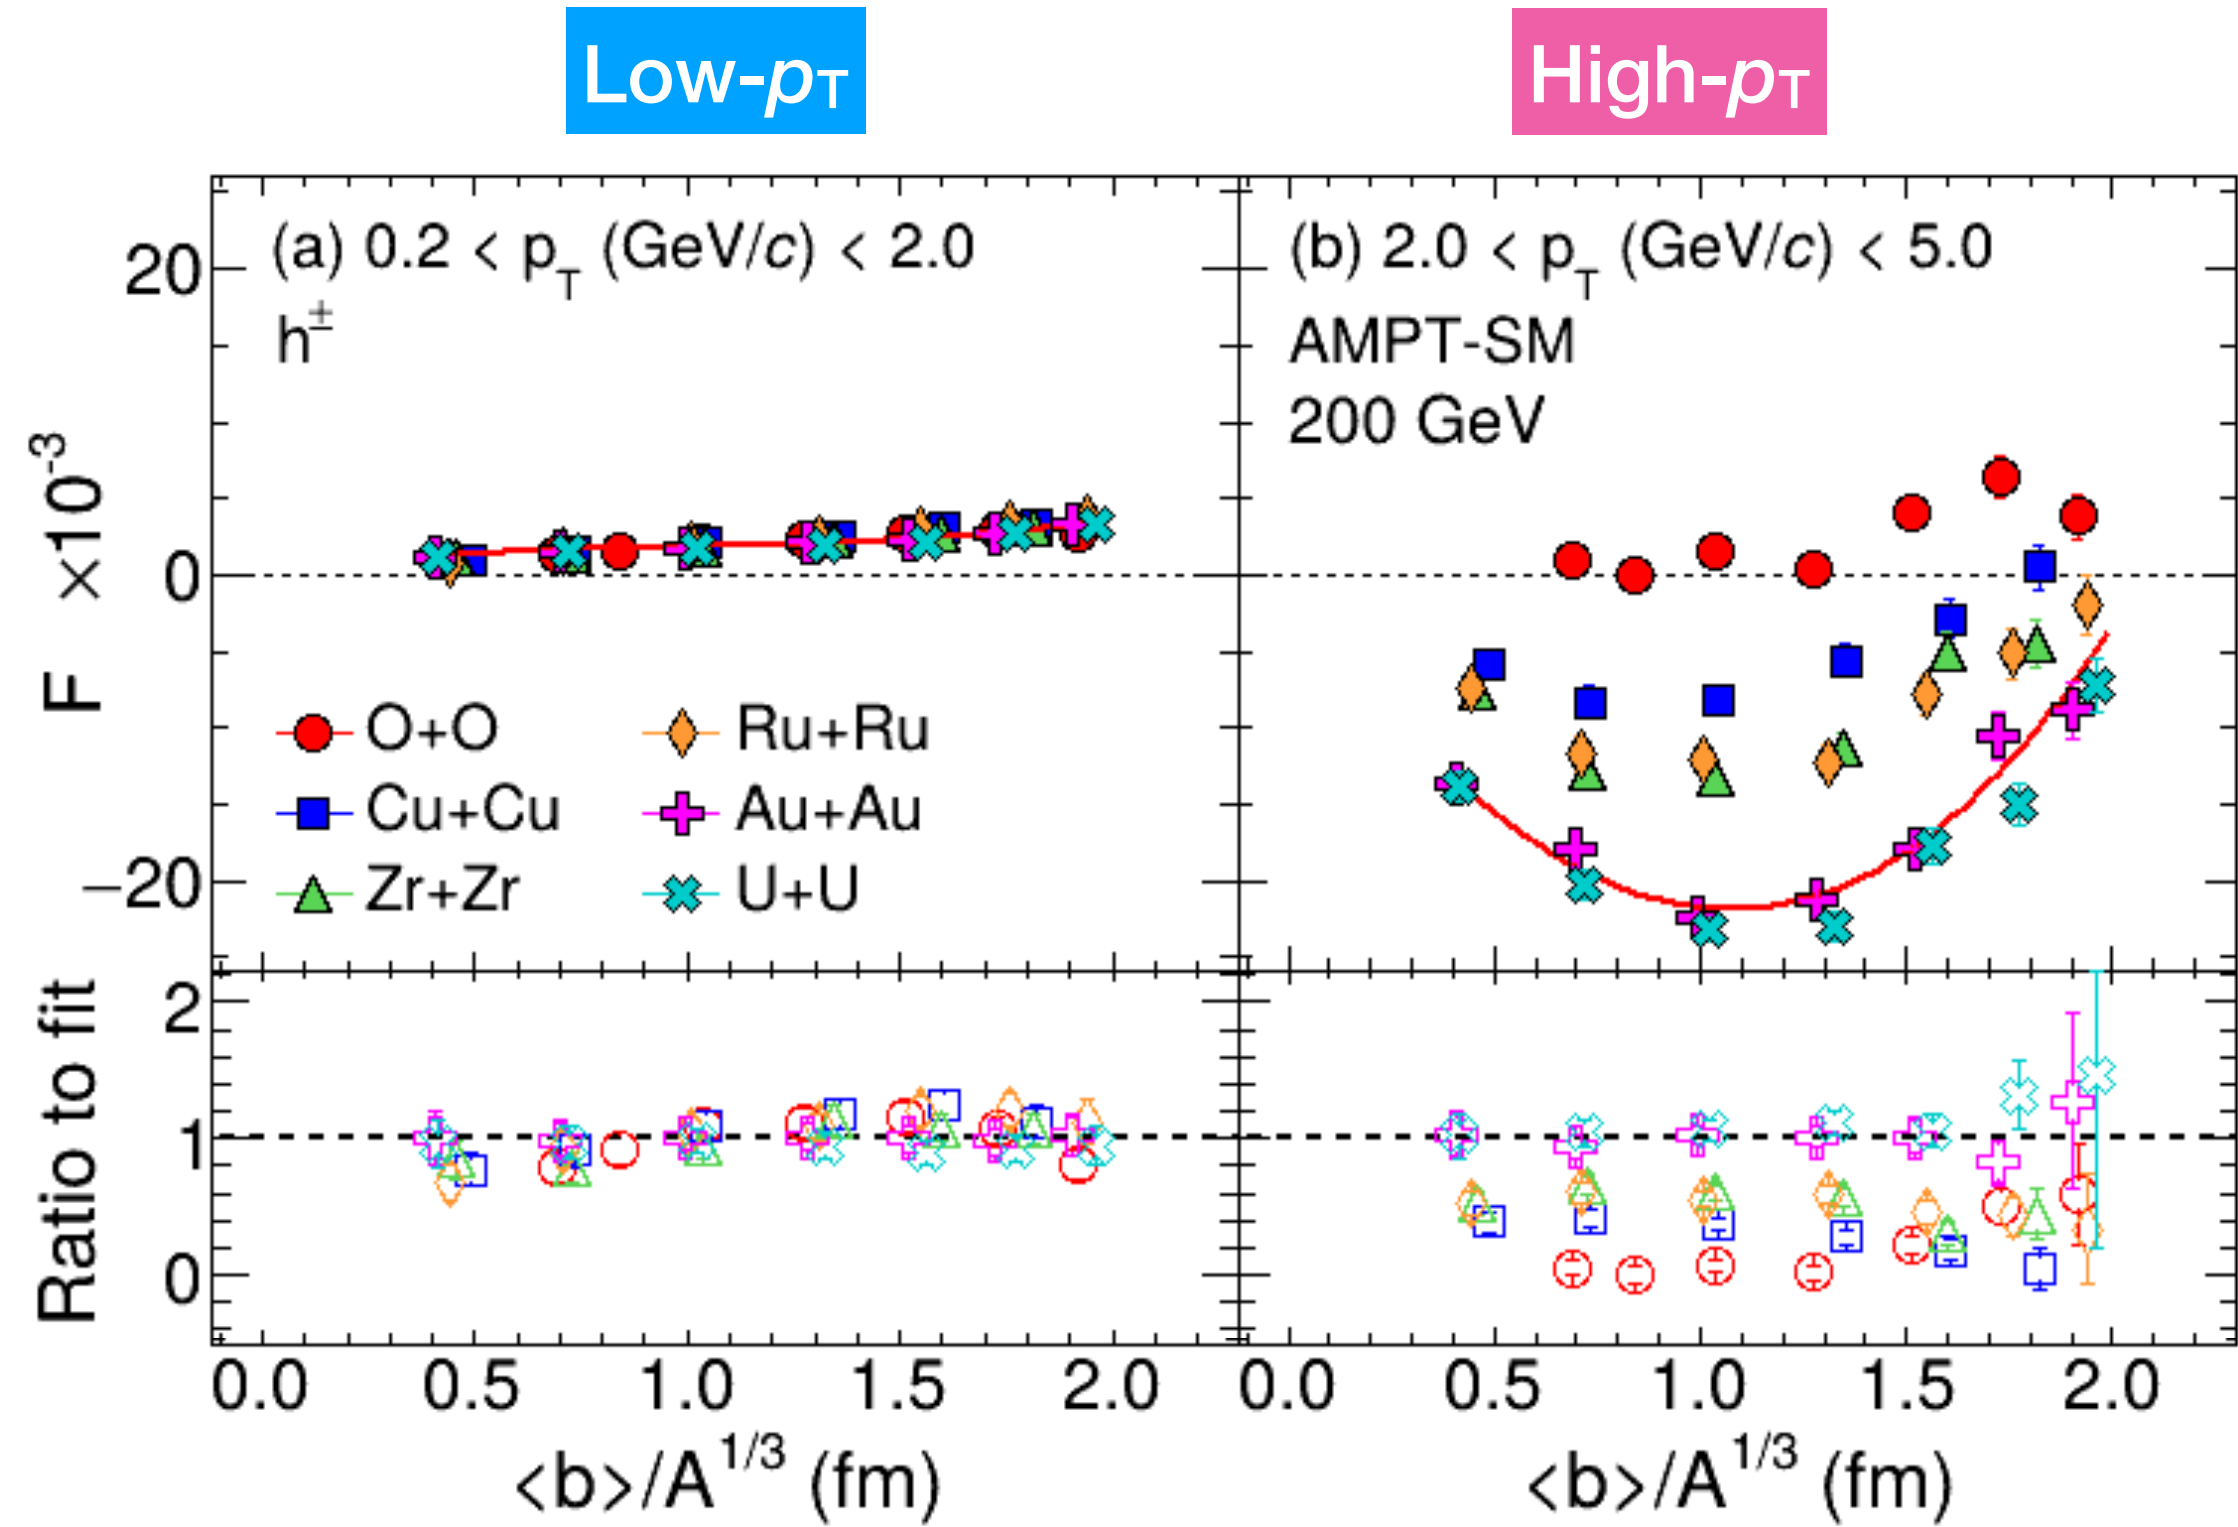 Low-pT
High-pT
(a) 0.2 < pT (GeV/c) < 2.0
h±
(b) 2.0 < pT (GeV/c) < 5.0
AMPT-SM
200 GeV
F ×10⁻³
20
0
−20
O+O
Ru+Ru
Cu+Cu
Au+Au
Zr+Zr
U+U
Ratio to fit
2
1
0
0.0 0.5 1.0 1.5 2.0
0.0 0.5 1.0 1.5 2.0
<b>/A^1/3 (fm)
<b>/A^1/3 (fm)